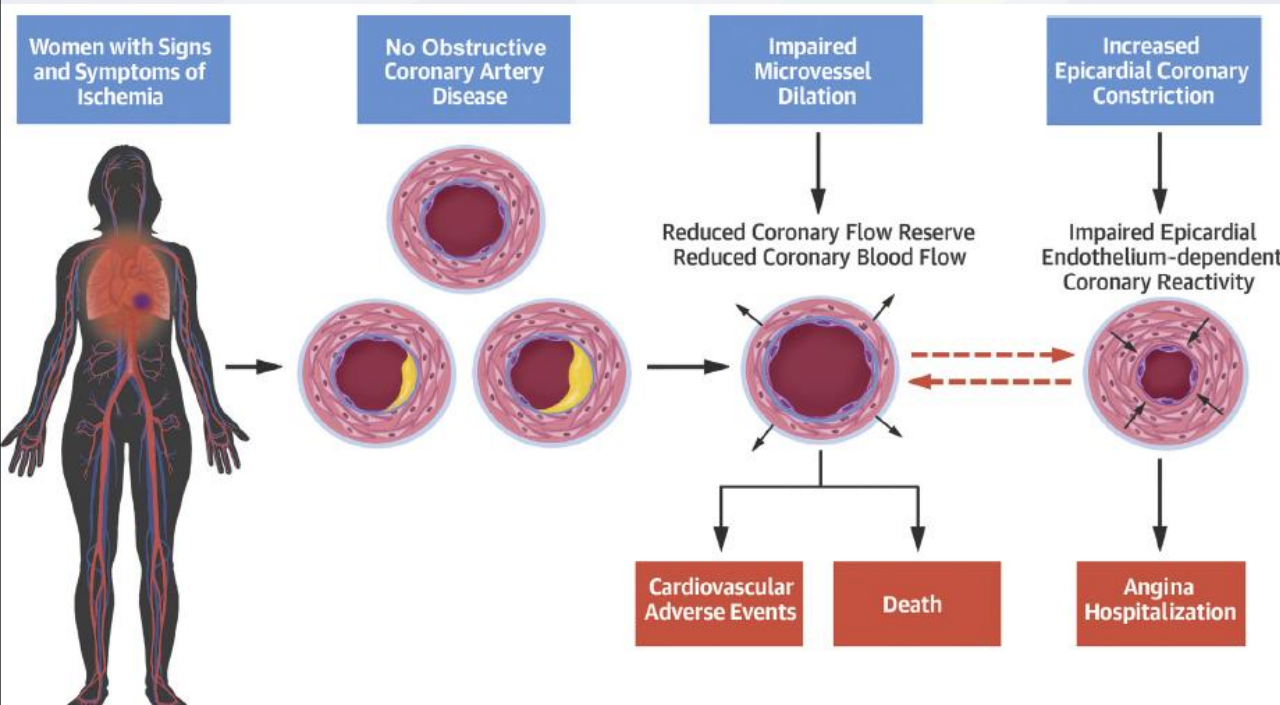 Women with Signs
and Symptoms of
Ischemia
No Obstructive
Coronary Artery
Disease
Impaired
Microvessel
Dilation
Increased
Epicardial Coronary
Constriction
Reduced Coronary Flow Reserve
Reduced Coronary Blood Flow
Impaired Epicardial
Endothelium-dependent
Coronary Reactivity
Cardiovascular
Adverse Events
Death
Angina
Hospitalization